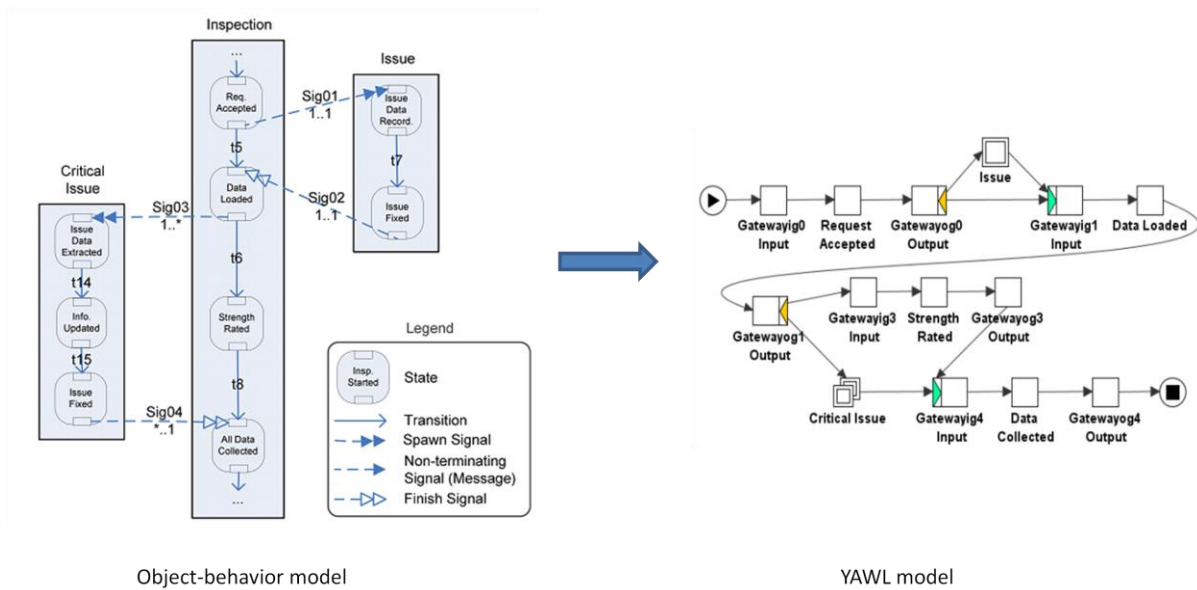 Inspection
...
Req.
Accepted
t5
Data
Loaded
t6
Strength
Rated
t8
All Data
Collected
...
Sig01
1..1
Issue
Issue
Data
Record.
t7
Issue
Fixed
Sig02
1..1
Critical
Issue
Sig03
1..*
Issue
Data
Extracted
t14
Info.
Updated
t15
Issue
Fixed
Sig04
*..1
Legend
Insp.
Started
State
Transition
Spawn Signal
Non-terminating
Signal (Message)
Finish Signal
Object-behavior model
Issue
Gatewayig0
Input
Request
Accepted
Gatewayog0
Output
Gatewayig1
Input
Data Loaded
Gatewayog1
Output
Gatewayig3
Input
Strength
Rated
Gatewayog3
Output
Critical Issue
Gatewayig4
Input
Data
Collected
Gatewayog4
Output
YAWL model